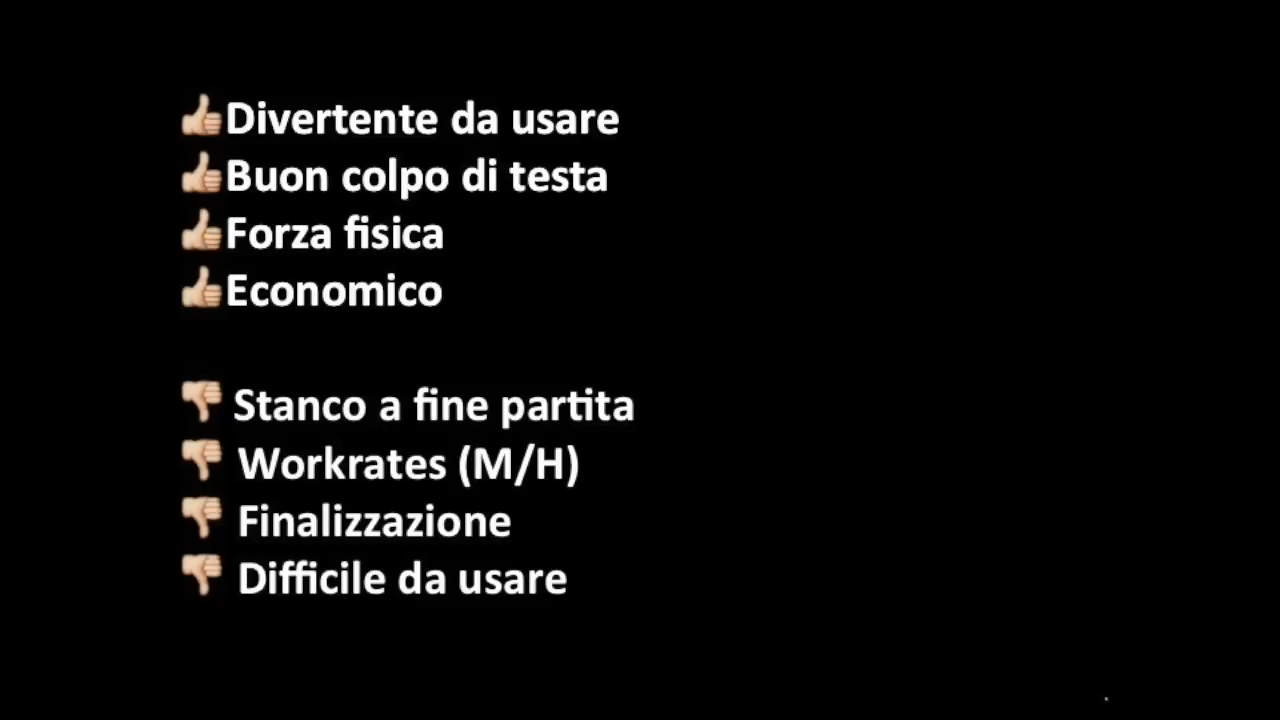 👍Divertente da usare
👍Buon colpo di testa
👍Forza fisica
👍Economico
👎 Stanco a fine partita
👎 Workrates (M/H)
👎 Finalizzazione
👎 Difficile da usare